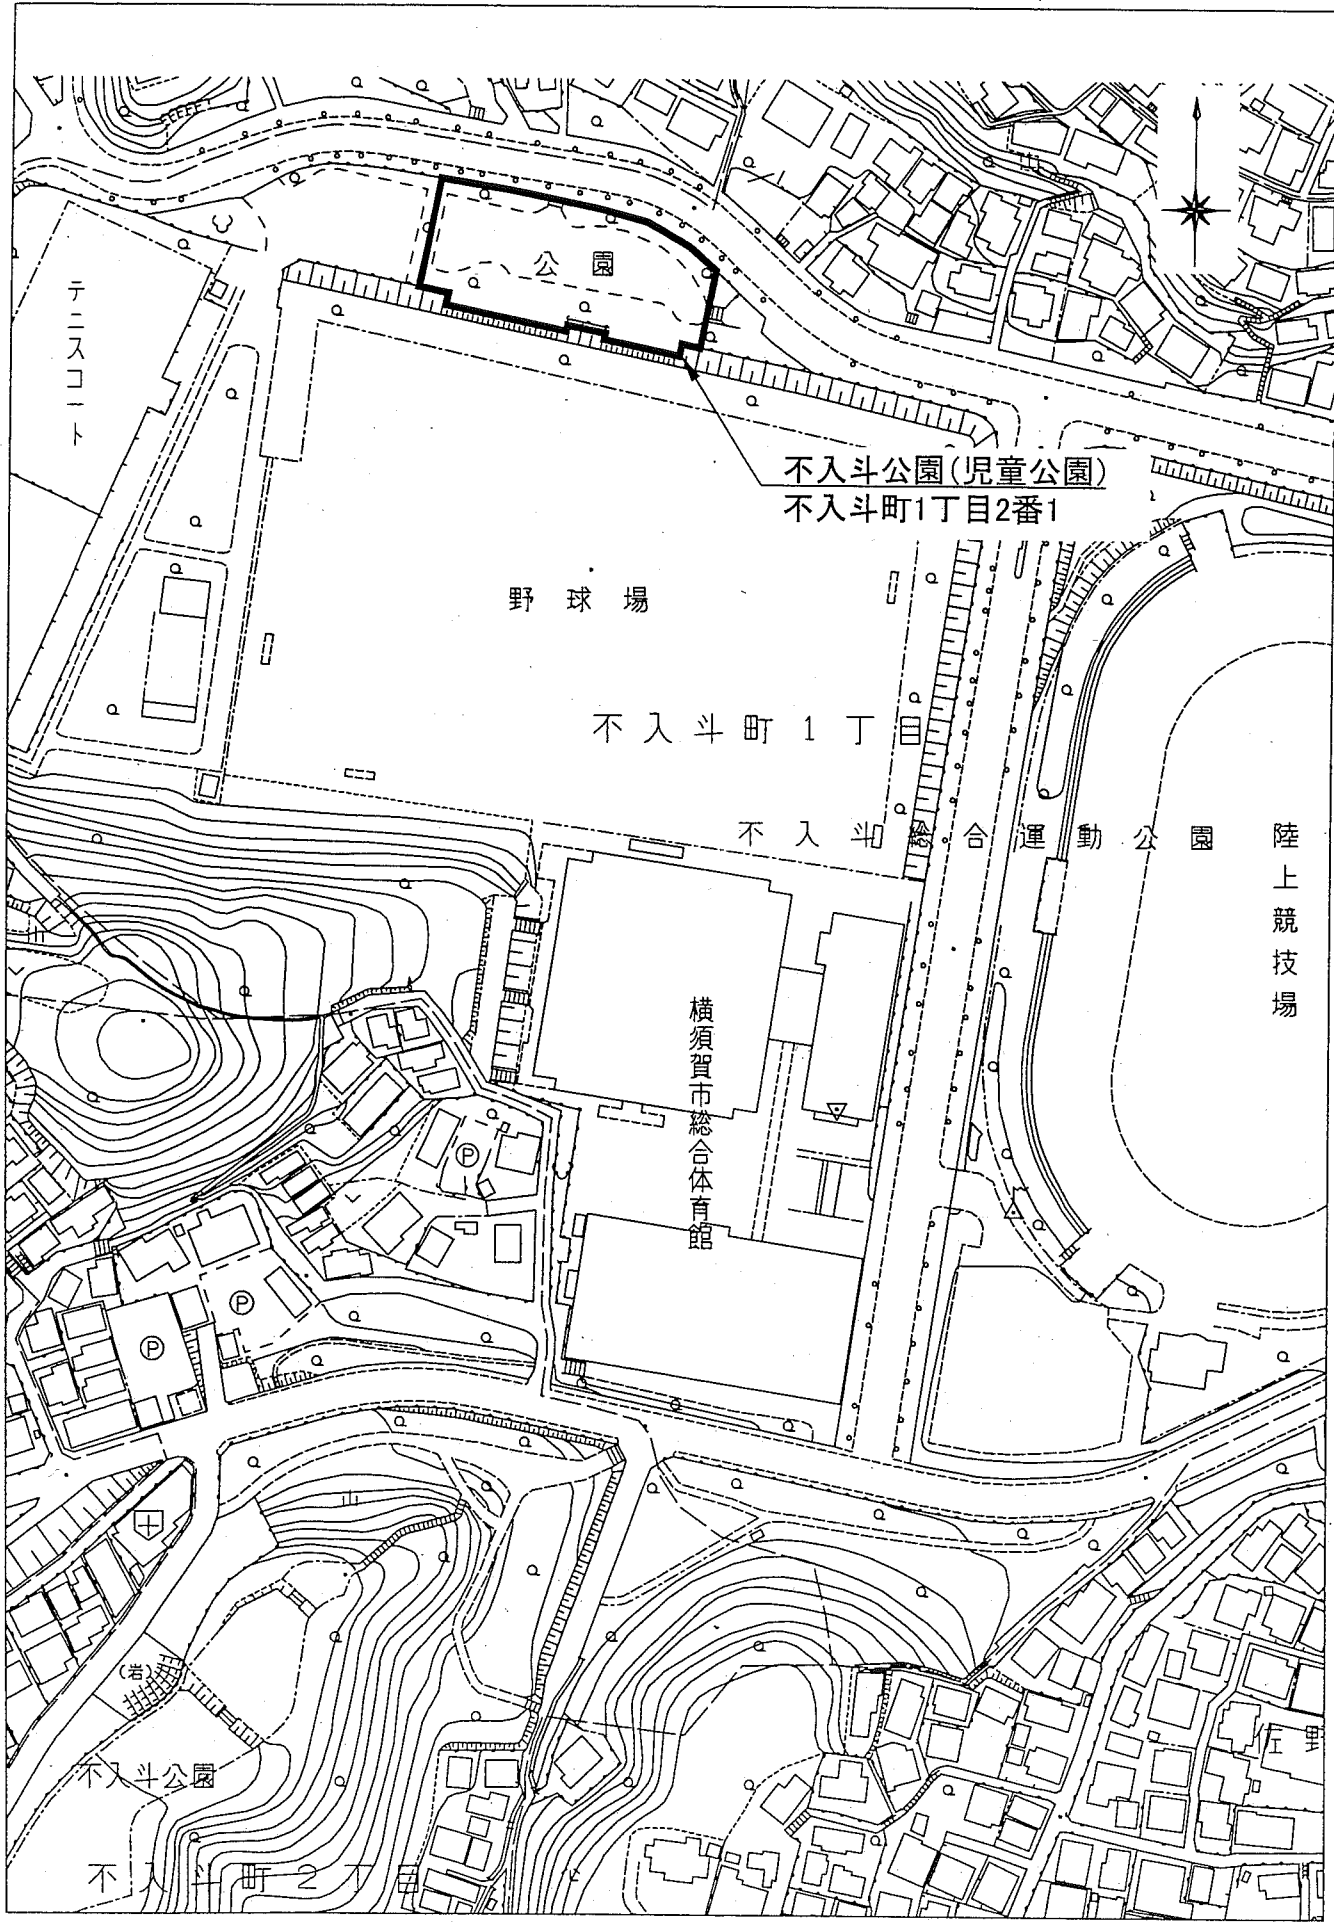 公園
テニスコート
不入斗公園(児童公園)
不入斗町1丁目2番1
野球場
不入斗町1丁目
不入斗総合運動公園
陸上競技場
横須賀市総合体育館
P
P
P
(岩)
不入斗公園
佐野
不入斗町2丁目